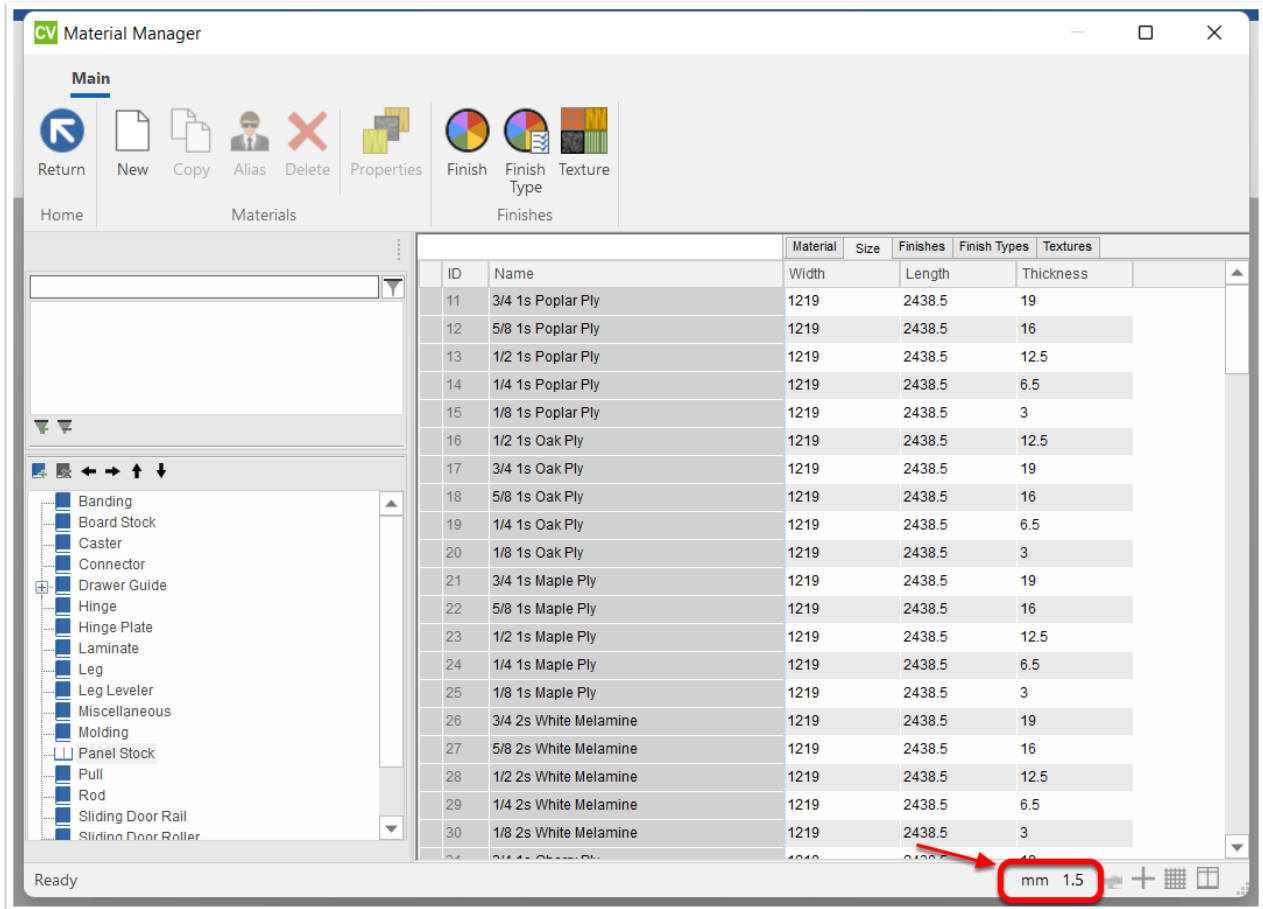 CV Material Manager
Main
Return New Copy Alias Delete Properties Finish Finish Type Texture
Home Materials Finishes
Material Size Finishes Finish Types Textures
ID Name Width Length Thickness
11 3/4 1s Poplar Ply 1219 2438.5 19
12 5/8 1s Poplar Ply 1219 2438.5 16
13 1/2 1s Poplar Ply 1219 2438.5 12.5
14 1/4 1s Poplar Ply 1219 2438.5 6.5
15 1/8 1s Poplar Ply 1219 2438.5 3
16 1/2 1s Oak Ply 1219 2438.5 12.5
17 3/4 1s Oak Ply 1219 2438.5 19
18 5/8 1s Oak Ply 1219 2438.5 16
19 1/4 1s Oak Ply 1219 2438.5 6.5
20 1/8 1s Oak Ply 1219 2438.5 3
21 3/4 1s Maple Ply 1219 2438.5 19
22 5/8 1s Maple Ply 1219 2438.5 16
23 1/2 1s Maple Ply 1219 2438.5 12.5
24 1/4 1s Maple Ply 1219 2438.5 6.5
25 1/8 1s Maple Ply 1219 2438.5 3
26 3/4 2s White Melamine 1219 2438.5 19
27 5/8 2s White Melamine 1219 2438.5 16
28 1/2 2s White Melamine 1219 2438.5 12.5
29 1/4 2s White Melamine 1219 2438.5 6.5
30 1/8 2s White Melamine 1219 2438.5 3
Banding
Board Stock
Caster
Connector
Drawer Guide
Hinge
Hinge Plate
Laminate
Leg
Leg Leveler
Miscellaneous
Molding
Panel Stock
Pull
Rod
Sliding Door Rail
Sliding Door Roller
Ready
mm 1.5